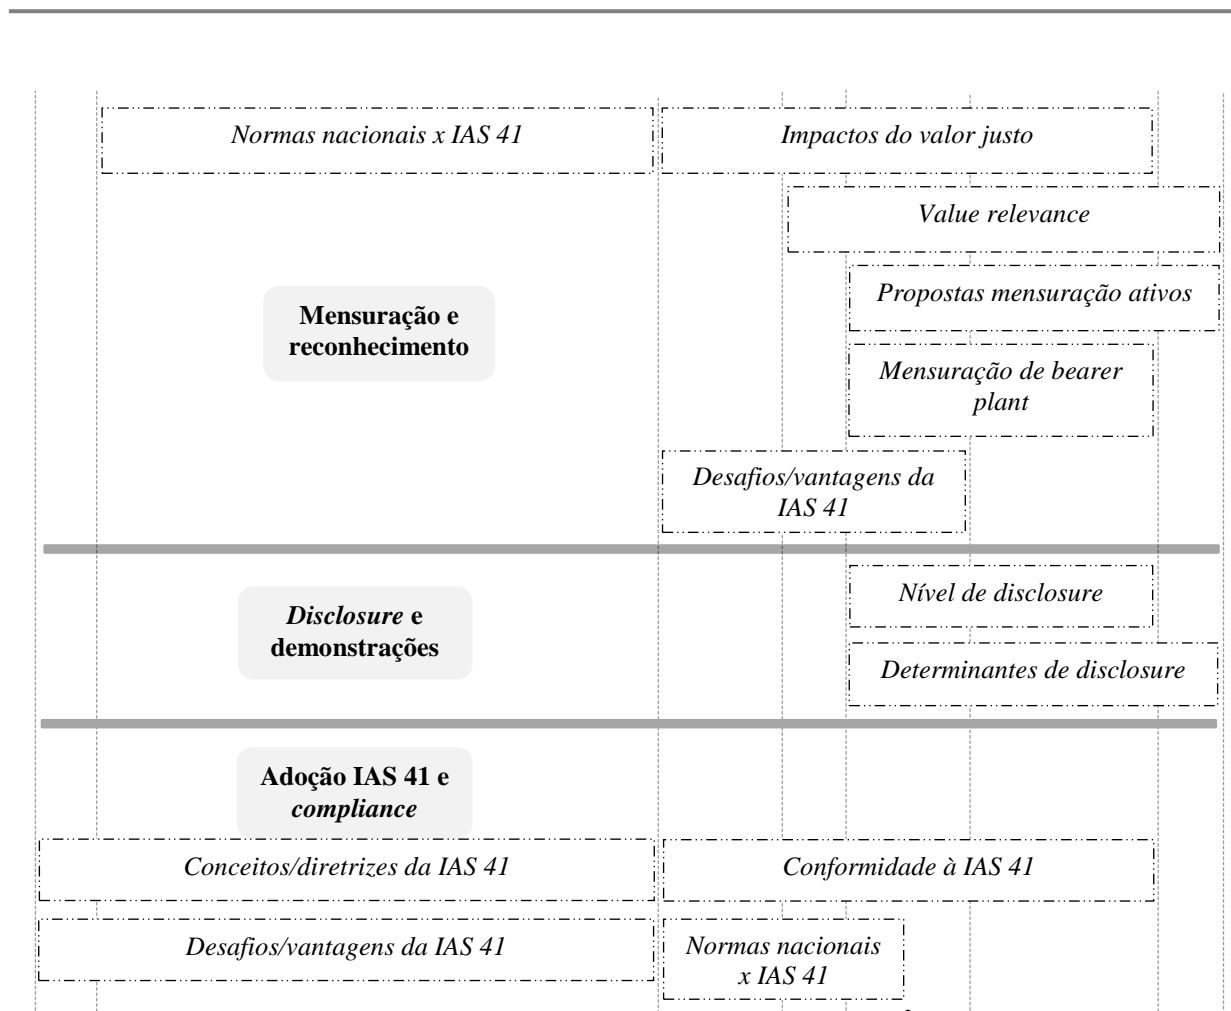 Normas nacionais x IAS 41
Impactos do valor justo
Value relevance
Propostas mensuração ativos
Mensuração e
reconhecimento
Mensuração de bearer
plant
Desafios/vantagens da
IAS 41
Nível de disclosure
Disclosure e
demonstrações
Determinantes de disclosure
Adoção IAS 41 e
compliance
Conceitos/diretrizes da IAS 41
Conformidade à IAS 41
Desafios/vantagens da IAS 41
Normas nacionais
x IAS 41